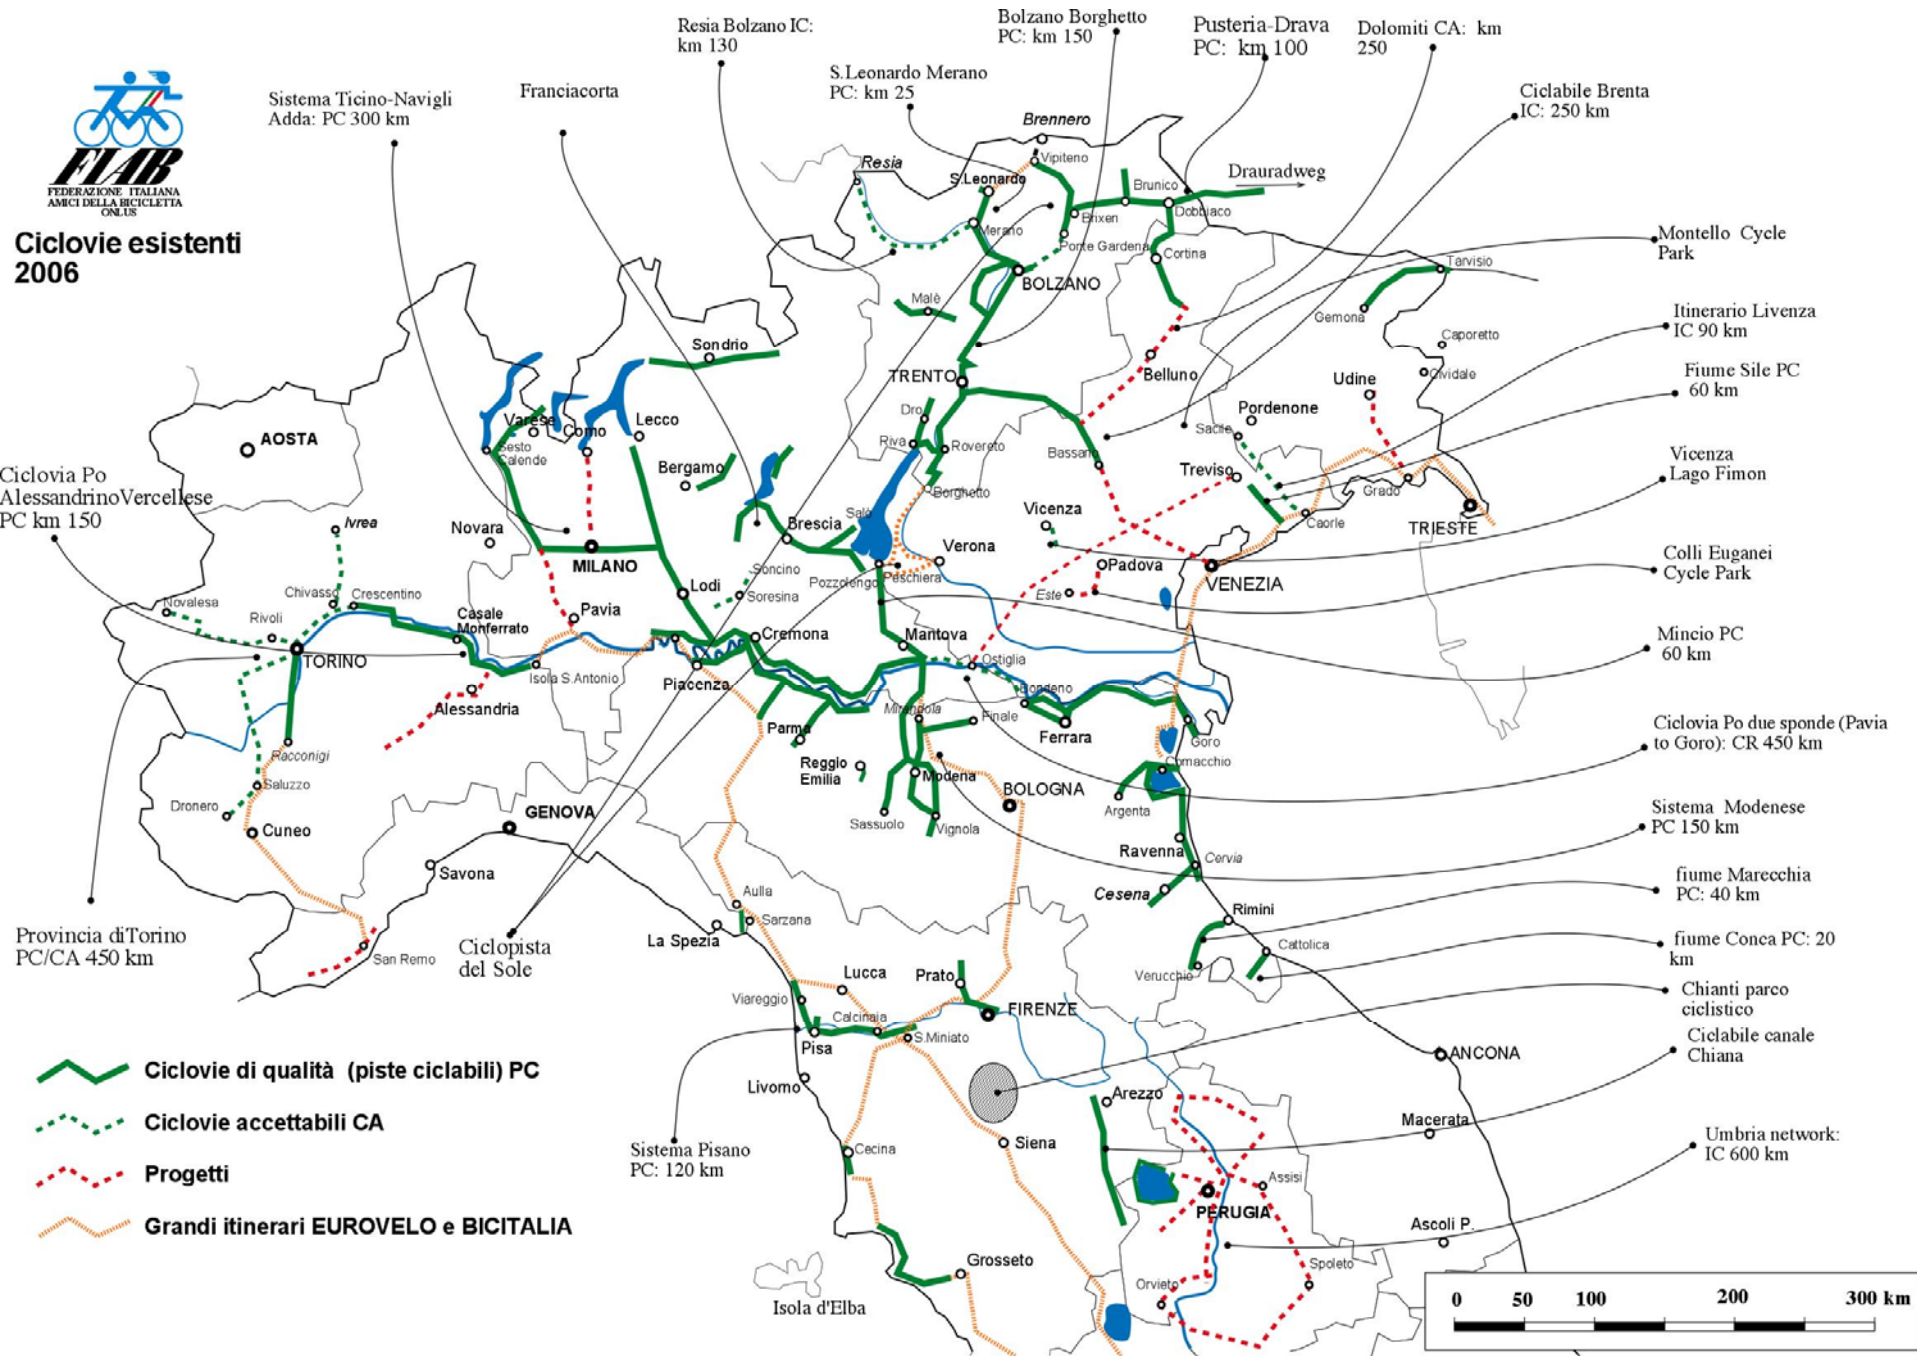 FIAB
FEDERAZIONE ITALIANA
AMICI DELLA BICICLETTA
ONLUS
Ciclovie esistenti
2006
Sistema Ticino-Navigli
Adda: PC 300 km
Franciacorta
Resia Bolzano IC:
km 130
S.Leonardo Merano
PC: km 25
Bolzano Borghetto
PC: km 150
Pusteria-Drava
PC: km 100
Dolomiti CA: km
250
Ciclabile Brenta
IC: 250 km
Drauradweg
Montello Cycle
Park
Itinerario Livenza
IC 90 km
Fiume Sile PC
60 km
Vicenza
Lago Fimon
Colli Euganei
Cycle Park
Mincio PC
60 km
Ciclovia Po due sponde (Pavia
to Goro): CR 450 km
Sistema Modenese
PC 150 km
fiume Marecchia
PC: 40 km
fiume Conca PC: 20
km
Chianti parco
ciclistico
Ciclabile canale
Chiana
Umbria network:
IC 600 km
Ciclovia Po
AlessandrinoVercellese
PC km 150
Provincia diTorino
PC/CA 450 km
Ciclopista
del Sole
Sistema Pisano
PC: 120 km
Brennero
Vipiteno
Resia
S.Leonardo
Brunico
Dobbiaco
Brixen
Merano
Ponte Gardena
Cortina
Tarvisio
BOLZANO
Malè
Gemona
Caporetto
Sondrio
Cividale
TRENTO
Belluno
Udine
Dro
Pordenone
Sacile
Varese
Como
Lecco
Sesto
Calende
Riva
Rovereto
Bassano
Treviso
AOSTA
Bergamo
Borghetto
Grado
Ivrea
Novara
Brescia
Salò
Vicenza
Caorle
TRIESTE
MILANO
Verona
Soncino
Pozzolengo
Peschiera
Padova
VENEZIA
Lodi
Soresina
Este
Chivasso
Crescentino
Novalesa
Rivoli
Casale
Monferrato
Pavia
Cremona
Mantova
TORINO
Isola S.Antonio
Piacenza
Ostiglia
Bondeno
Alessandria
Mirandola
Finale
Ferrara
Parma
Goro
Racconigi
Reggio
Emilia
Modena
Comacchio
Saluzzo
BOLOGNA
Dronero
GENOVA
Argenta
Cuneo
Sassuolo
Vignola
Ravenna
Cervia
Savona
Aulla
Cesena
Sarzana
Rimini
La Spezia
Cattolica
San Remo
Lucca
Prato
Verucchio
Viareggio
FIRENZE
Calcinaia
S.Miniato
Pisa
ANCONA
Livorno
Arezzo
Macerata
Siena
Cecina
Assisi
PERUGIA
Ascoli P.
Grosseto
Spoleto
Orvieto
Isola d'Elba
Ciclovie di qualità (piste ciclabili) PC
Ciclovie accettabili CA
Progetti
Grandi itinerari EUROVELO e BICITALIA
0 50 100 200 300 km